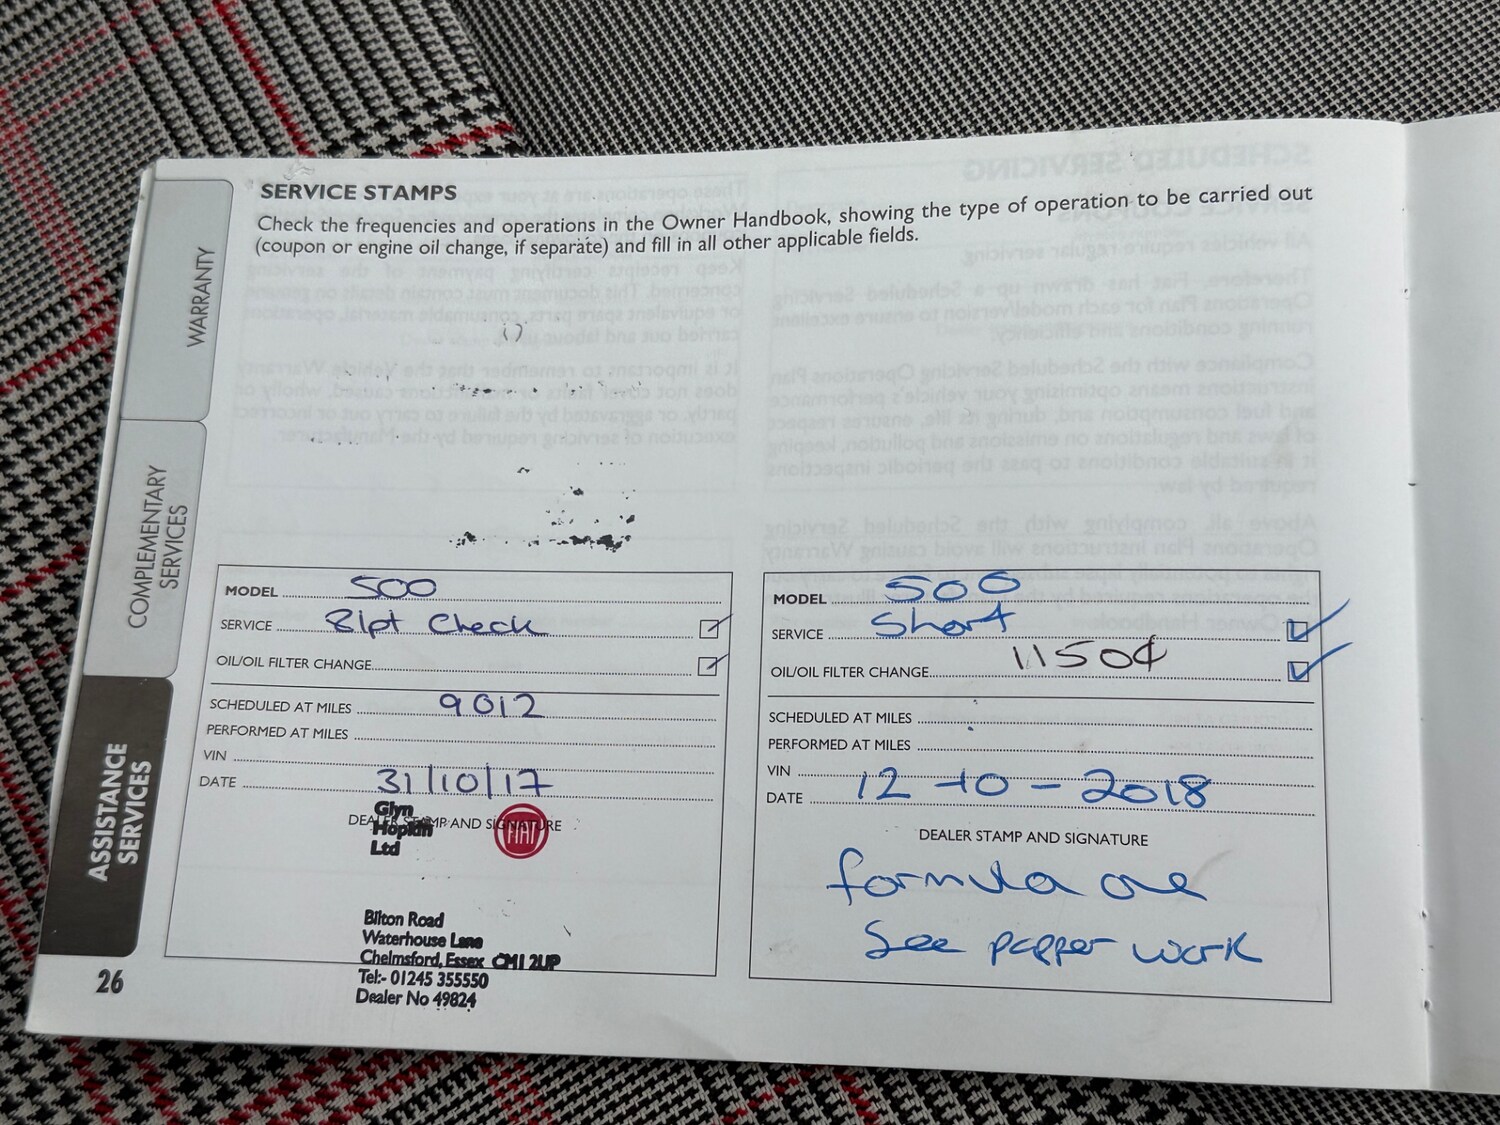 SERVICE STAMPS
Check the frequencies and operations in the Owner Handbook, showing the type of operation to be carried out
(coupon or engine oil change, if separate) and fill in all other applicable fields.
WARRANTY
COMPLEMENTARY
SERVICES
ASSISTANCE
SERVICES
26
MODEL 500
SERVICE 81pt Check
OIL/OIL FILTER CHANGE
SCHEDULED AT MILES 9012
PERFORMED AT MILES
VIN
DATE 31/10/17
DEALER STAMP AND SIGNATURE
Glyn
Hopkin
Ltd
FIAT
Bilton Road
Waterhouse Lane
Chelmsford, Essex CM1 2UP
Tel:- 01245 355550
Dealer No 49824
MODEL 500
SERVICE Short
OIL/OIL FILTER CHANGE 11504
SCHEDULED AT MILES
PERFORMED AT MILES
VIN
DATE 12-10-2018
DEALER STAMP AND SIGNATURE
formula one
See papper work